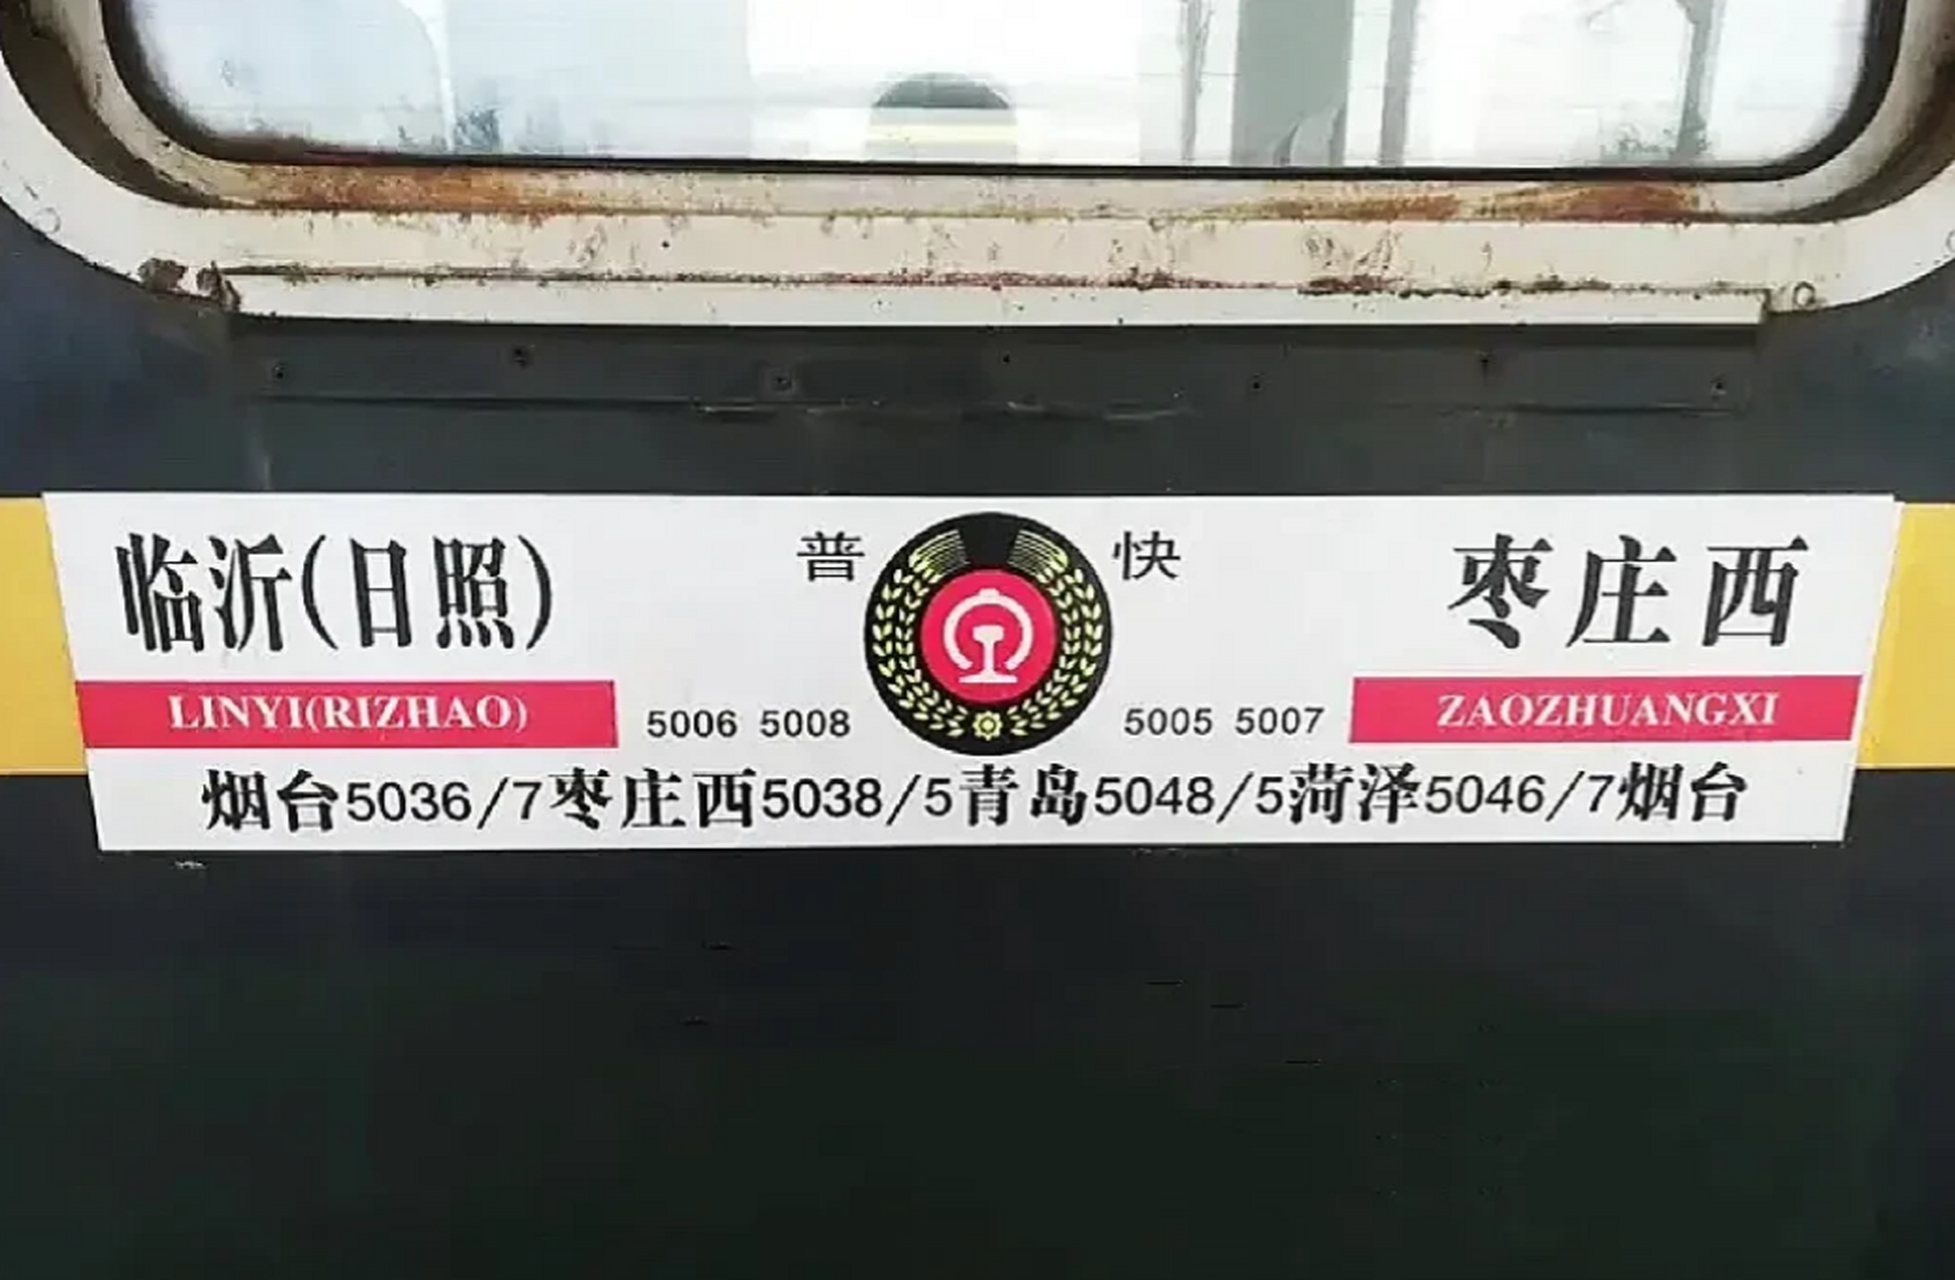 临沂(日照) 普 快 枣庄西
LINYI(RIZHAO) 5006 5008 5005 5007 ZAOZHUANGXI
烟台5036/7枣庄西5038/5青岛5048/5菏泽5046/7烟台